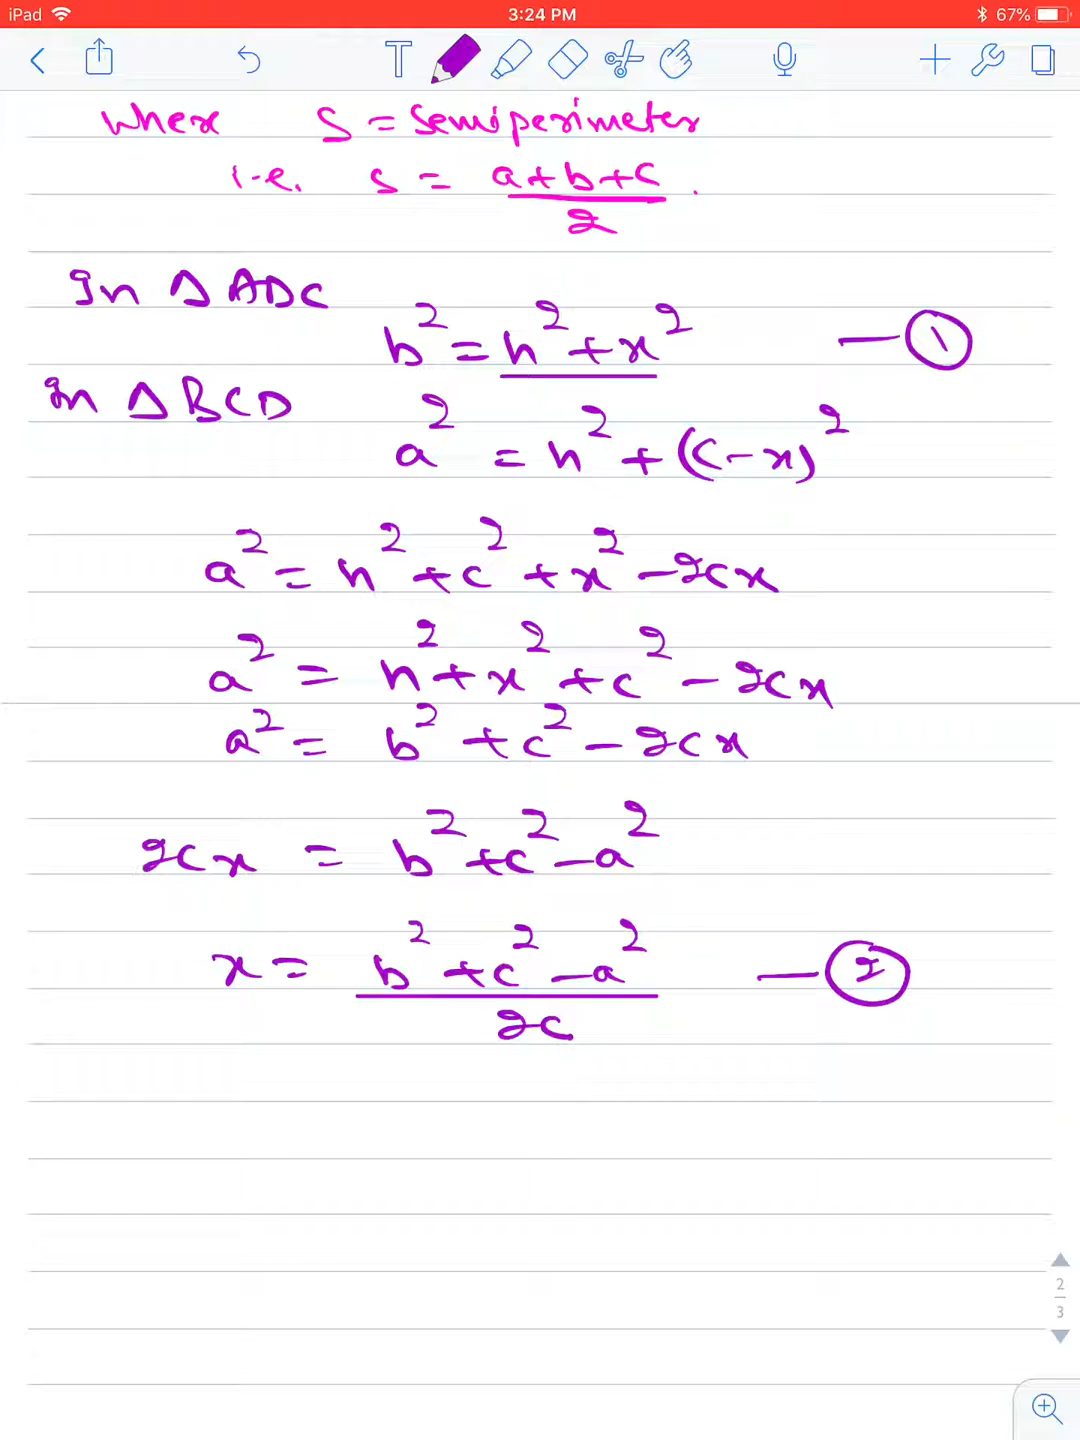 iPad 3:24 PM 67%
T
Where S = Semiperimeter
i.e. s = a+b+c
2
In Δ ADC
b² = h² + x² — ①
In Δ BCD
a² = h² + (c-x)²
a² = h² + c² + x² - 2cx
a² = h² + x² + c² - 2cx
a² = b² + c² - 2cx
2cx = b² + c² - a²
x = b² + c² - a² — ②
2c
2
3